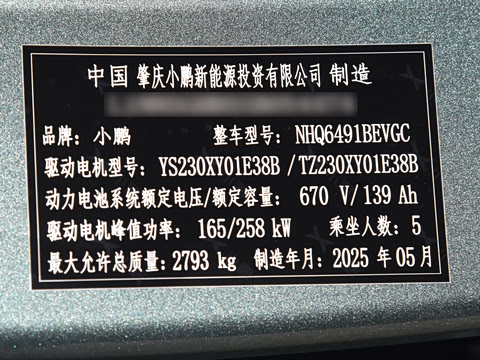 中国 肇庆小鹏新能源投资有限公司 制造
品牌：小鹏 整车型号：NHQ6491BEVGC
驱动电机型号：YS230XY01E38B / TZ230XY01E38B
动力电池系统额定电压/额定容量：670 V/139 Ah
驱动电机峰值功率：165/258 kW 乘坐人数：5
最大允许总质量：2793 kg 制造年月：2025 年 05 月